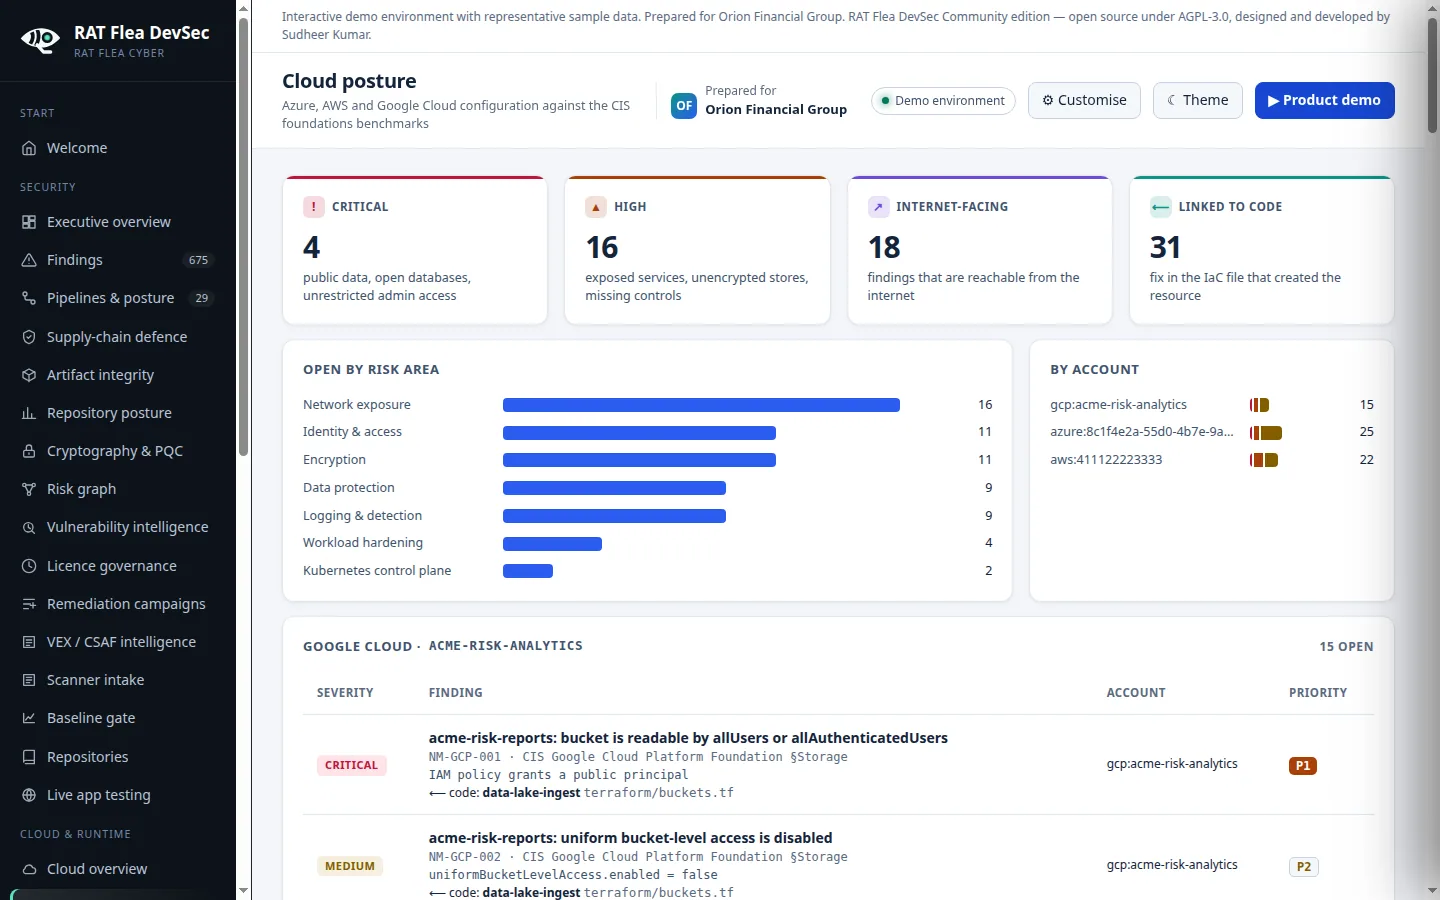 RAT Flea DevSec
RAT FLEA CYBER
START
Welcome
SECURITY
Executive overview
Findings 675
Pipelines & posture 29
Supply-chain defence
Artifact integrity
Repository posture
Cryptography & PQC
Risk graph
Vulnerability intelligence
Licence governance
Remediation campaigns
VEX / CSAF intelligence
Scanner intake
Baseline gate
Repositories
Live app testing
CLOUD & RUNTIME
Cloud overview
Interactive demo environment with representative sample data. Prepared for Orion Financial Group. RAT Flea DevSec Community edition — open source under AGPL-3.0, designed and developed by
Sudheer Kumar.
Cloud posture
Azure, AWS and Google Cloud configuration against the CIS
foundations benchmarks
OF
Prepared for
Orion Financial Group
Demo environment
⚙ Customise
☾ Theme
▶ Product demo
! CRITICAL
4
public data, open databases,
unrestricted admin access
▲ HIGH
16
exposed services, unencrypted stores,
missing controls
↗ INTERNET-FACING
18
findings that are reachable from the
internet
⟵ LINKED TO CODE
31
fix in the IaC file that created the
resource
OPEN BY RISK AREA
Network exposure 16
Identity & access 11
Encryption 11
Data protection 9
Logging & detection 9
Workload hardening 4
Kubernetes control plane 2
BY ACCOUNT
gcp:acme-risk-analytics 15
azure:8c1f4e2a-55d0-4b7e-9a... 25
aws:411122223333 22
GOOGLE CLOUD · ACME-RISK-ANALYTICS 15 OPEN
SEVERITY FINDING ACCOUNT PRIORITY
CRITICAL
acme-risk-reports: bucket is readable by allUsers or allAuthenticatedUsers
NM-GCP-001 · CIS Google Cloud Platform Foundation §Storage
IAM policy grants a public principal
⟵ code: data-lake-ingest terraform/buckets.tf
gcp:acme-risk-analytics
P1
MEDIUM
acme-risk-reports: uniform bucket-level access is disabled
NM-GCP-002 · CIS Google Cloud Platform Foundation §Storage
uniformBucketLevelAccess.enabled = false
⟵ code: data-lake-ingest terraform/buckets.tf
gcp:acme-risk-analytics
P2